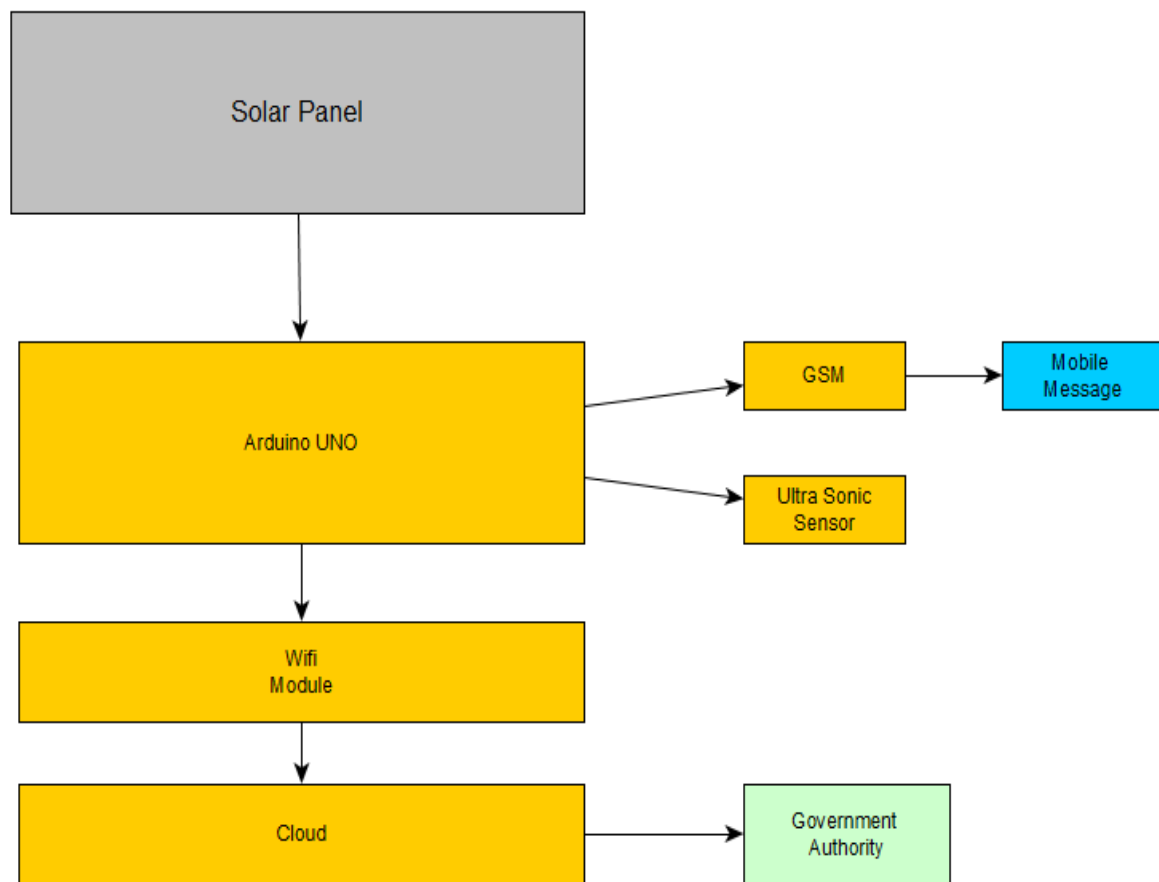 Solar Panel
Arduino UNO
GSM
Mobile
Message
Ultra Sonic
Sensor
Wifi
Module
Cloud
Government
Authority